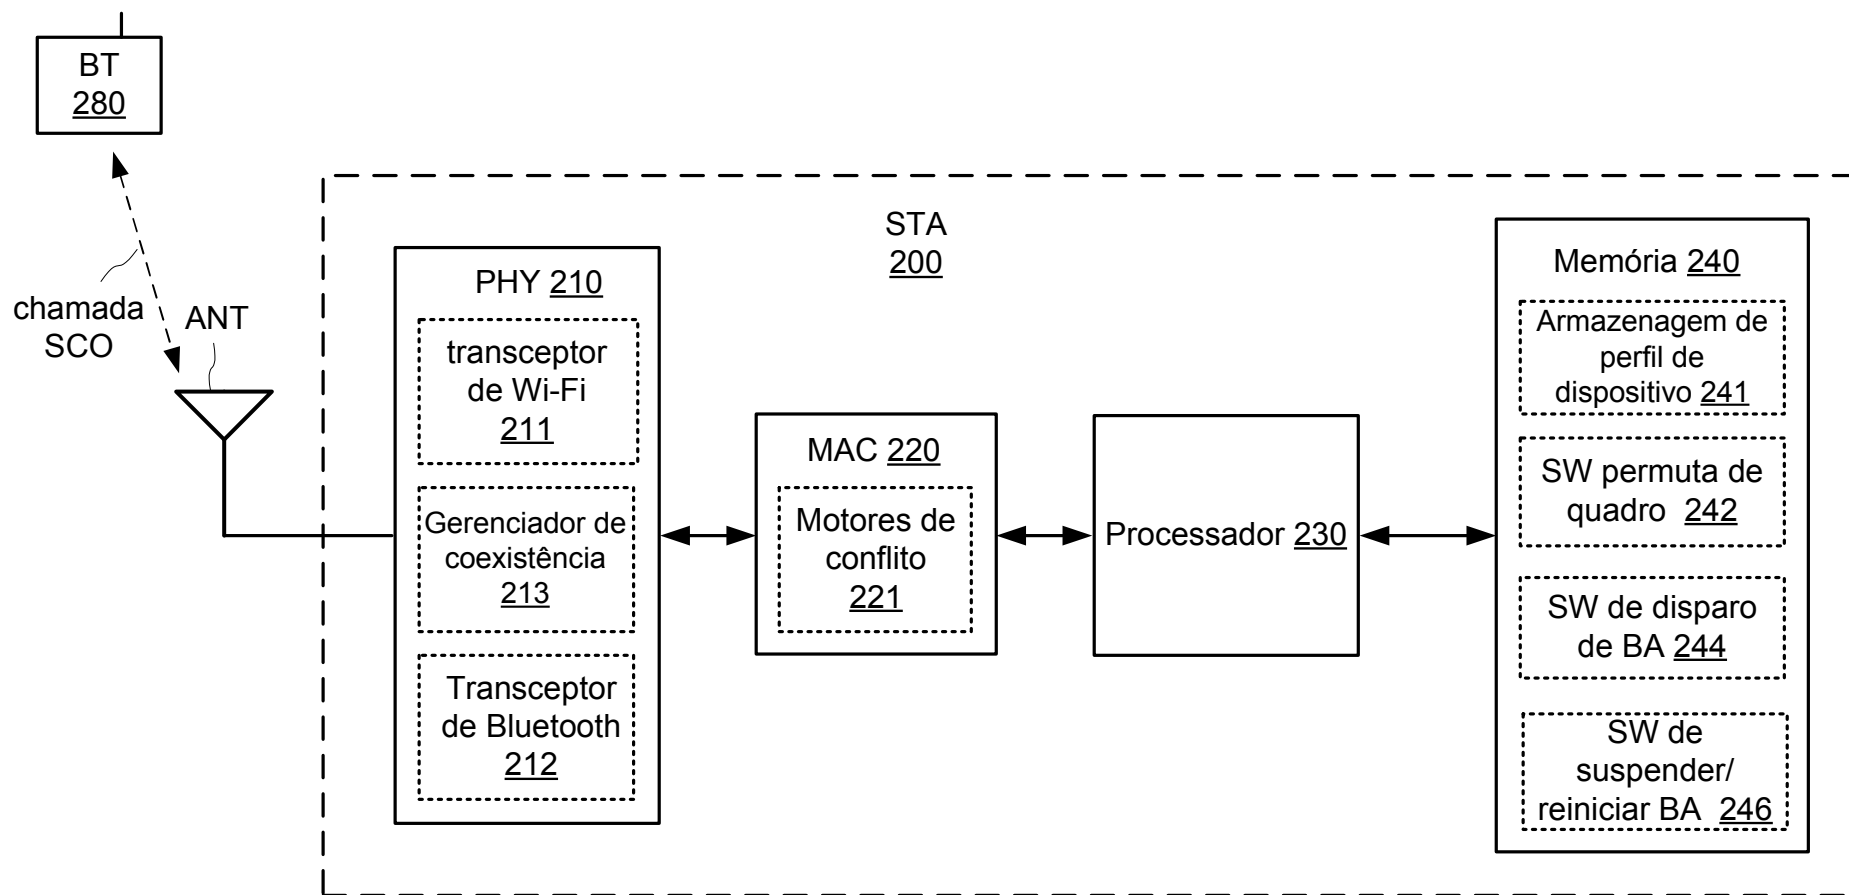 BT
280
chamada
SCO
ANT
STA
200
PHY 210
transceptor
de Wi-Fi
211
Gerenciador de
coexistência
213
Transceptor
de Bluetooth
212
MAC 220
Motores de
conflito
221
Processador 230
Memória 240
Armazenagem de
perfil de
dispositivo 241
SW permuta de
quadro 242
SW de disparo
de BA 244
SW de
suspender/
reiniciar BA 246